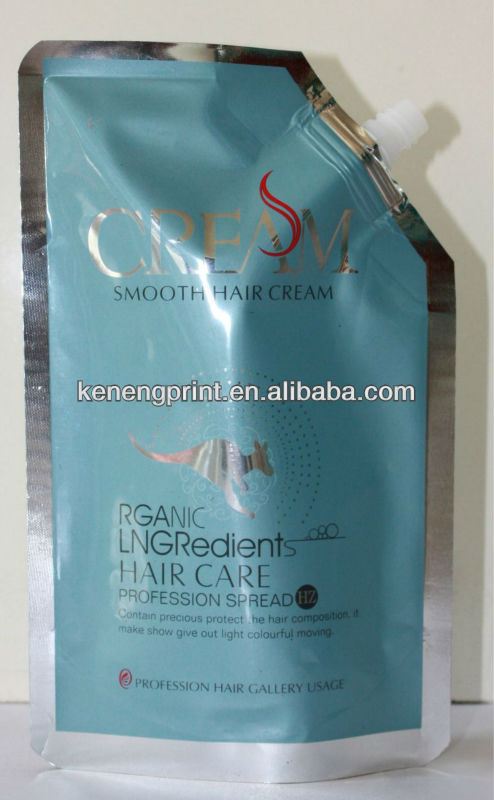 CREAM
SMOOTH HAIR CREAM
kenengprint.en.alibaba.com
RGANIC
LNGRedients
HAIR CARE
PROFESSION SPREAD HZ
Contain precious protect the hair composition, it
make show give out light colourful moving.
PROFESSION HAIR GALLERY USAGE